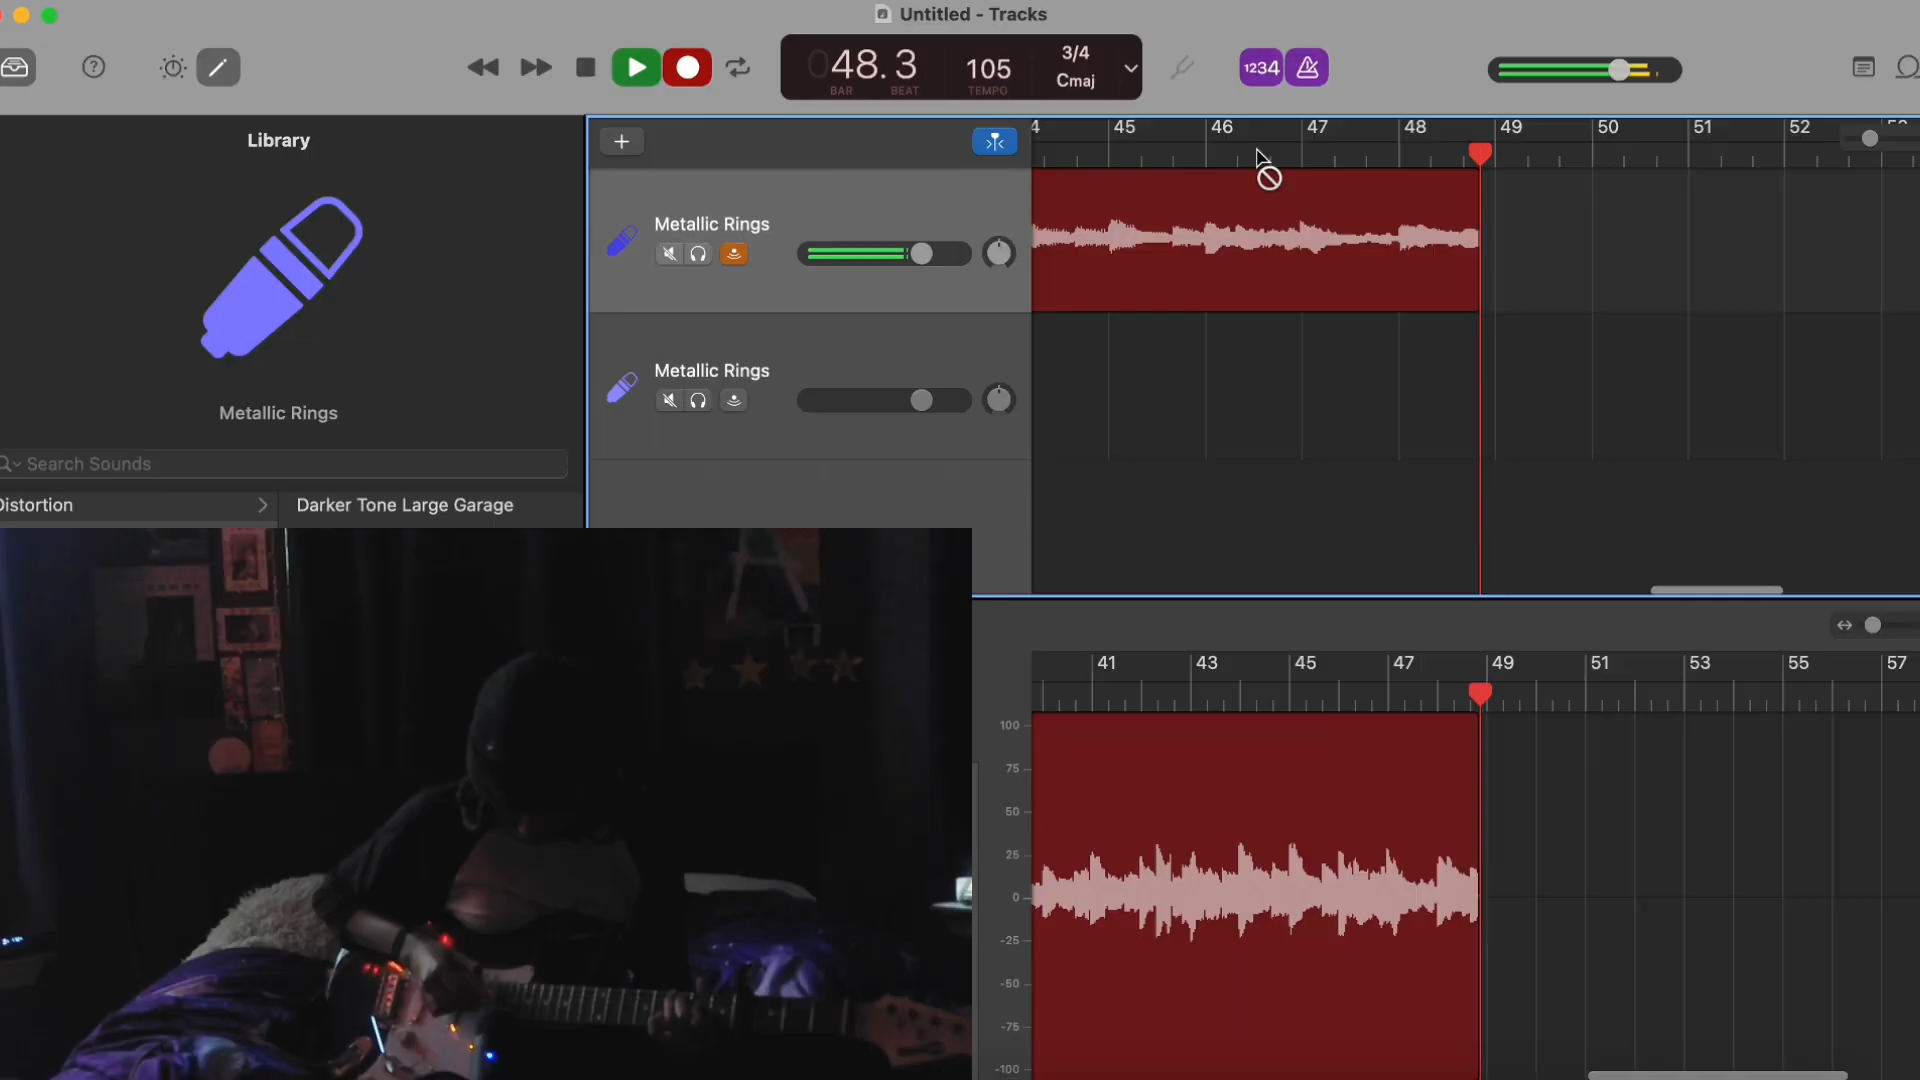 Untitled - Tracks
048.3
BAR
BEAT
105
TEMPO
3/4
Cmaj
1234
Library
Metallic Rings
Search Sounds
Distortion
Darker Tone Large Garage
4 45 46 47 48 49 50 51 52
Metallic Rings
Metallic Rings
41 43 45 47 49 51 53 55 57
100
75
50
25
0
-25
-50
-75
-100